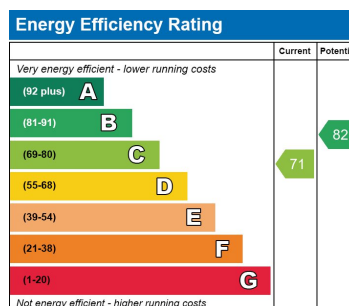 Energy Efficiency Rating
Current Potenti
Very energy efficient - lower running costs
(92 plus) A
(81-91) B
82
(69-80) C
71
(55-68) D
(39-54) E
(21-38) F
(1-20) G
Not energy efficient - higher running costs